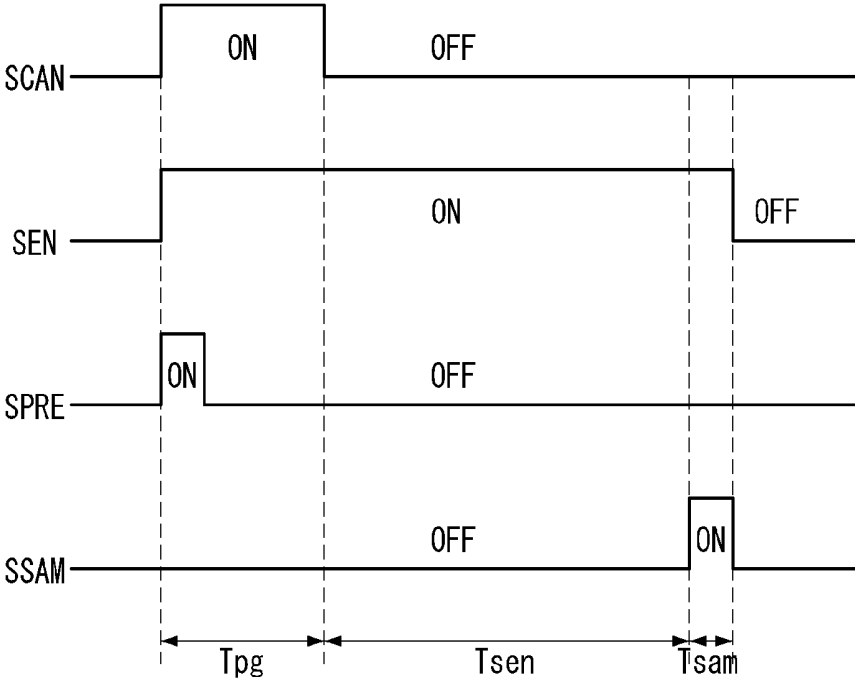 SCAN ON OFF
SEN ON OFF
SPRE ON OFF
SSAM OFF ON
Tpg Tsen Tsam